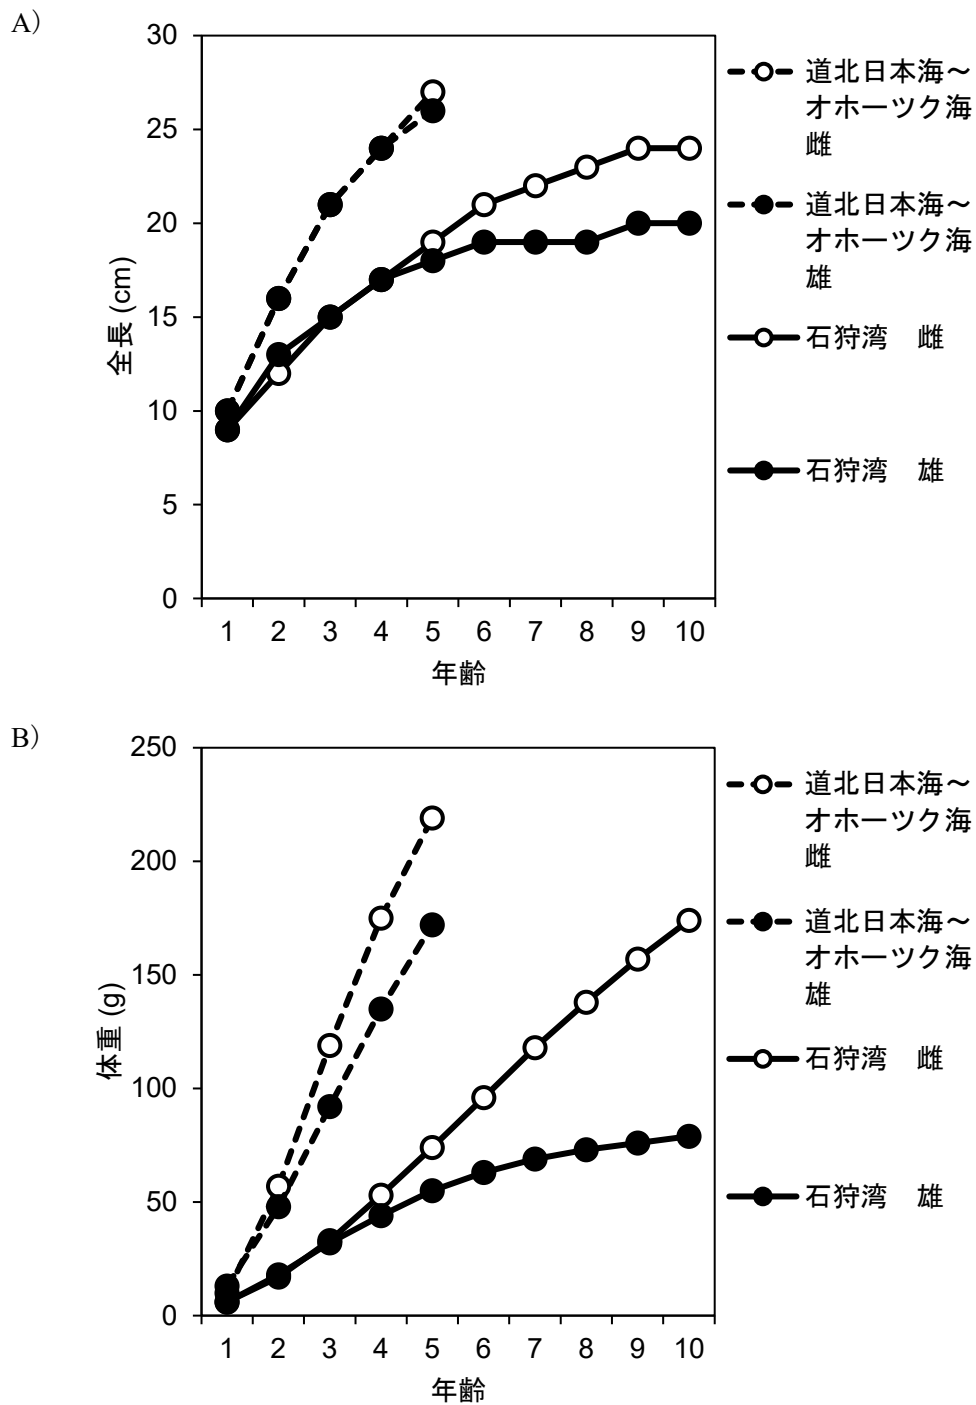 A)
30
25
20
15
10
5
0
全長 (cm)
1 2 3 4 5 6 7 8 9 10
年齢
道北日本海～
オホーツク海
雌
道北日本海～
オホーツク海
雄
石狩湾　雌
石狩湾　雄
B)
250
200
150
100
50
0
体重 (g)
1 2 3 4 5 6 7 8 9 10
年齢
道北日本海～
オホーツク海
雌
道北日本海～
オホーツク海
雄
石狩湾　雌
石狩湾　雄